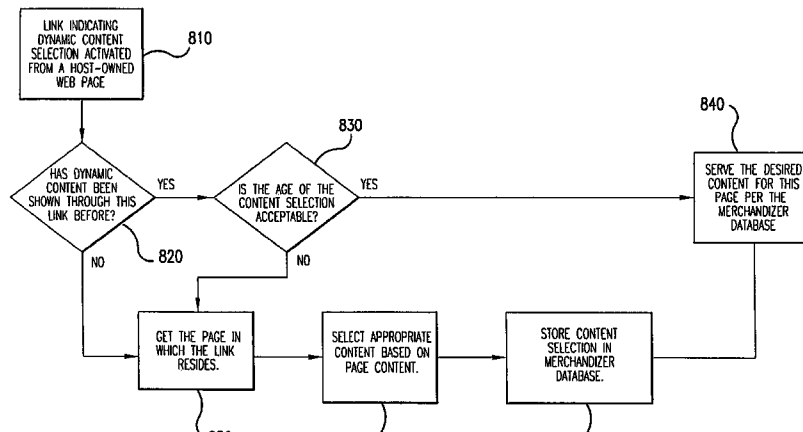 LINK INDICATING
DYNAMIC CONTENT
SELECTION ACTIVATED
FROM A HOST-OWNED
WEB PAGE
810
HAS DYNAMIC
CONTENT BEEN
SHOWN THROUGH THIS
LINK BEFORE?
YES
NO
820
830
IS THE AGE OF THE
CONTENT SELECTION
ACCEPTABLE?
YES
NO
840
SERVE THE DESIRED
CONTENT FOR THIS
PAGE PER THE
MERCHANDIZER
DATABASE
GET THE PAGE IN
WHICH THE LINK
RESIDES.
SELECT APPROPRIATE
CONTENT BASED ON
PAGE CONTENT.
STORE CONTENT
SELECTION IN
MERCHANDIZER
DATABASE.